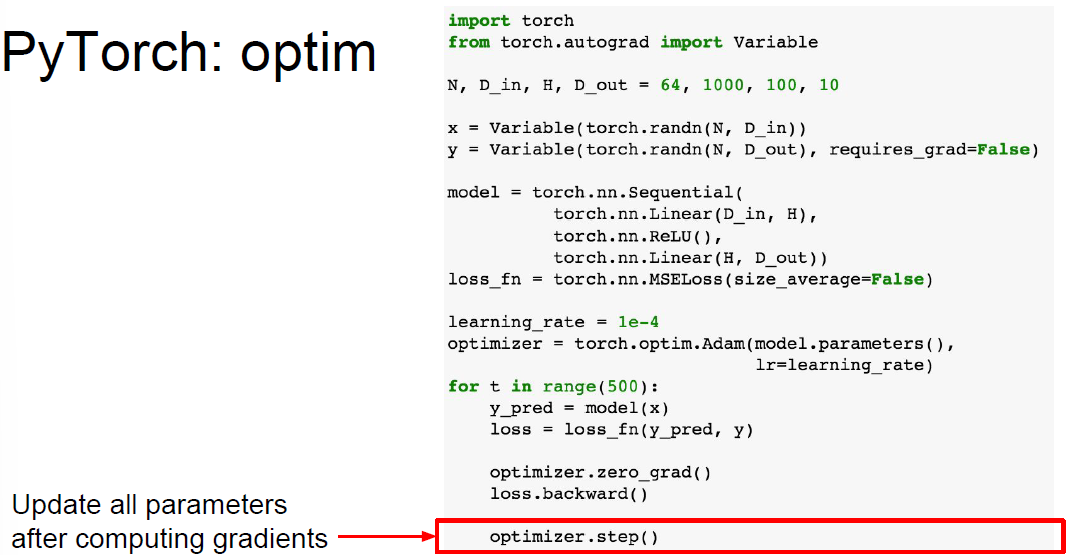 PyTorch: optim
import torch
from torch.autograd import Variable
N, D_in, H, D_out = 64, 1000, 100, 10
x = Variable(torch.randn(N, D_in))
y = Variable(torch.randn(N, D_out), requires_grad=False)
model = torch.nn.Sequential(
torch.nn.Linear(D_in, H),
torch.nn.ReLU(),
torch.nn.Linear(H, D_out))
loss_fn = torch.nn.MSELoss(size_average=False)
learning_rate = 1e-4
optimizer = torch.optim.Adam(model.parameters(),
lr=learning_rate)
for t in range(500):
y_pred = model(x)
loss = loss_fn(y_pred, y)
optimizer.zero_grad()
loss.backward()
Update all parameters
after computing gradients
optimizer.step()